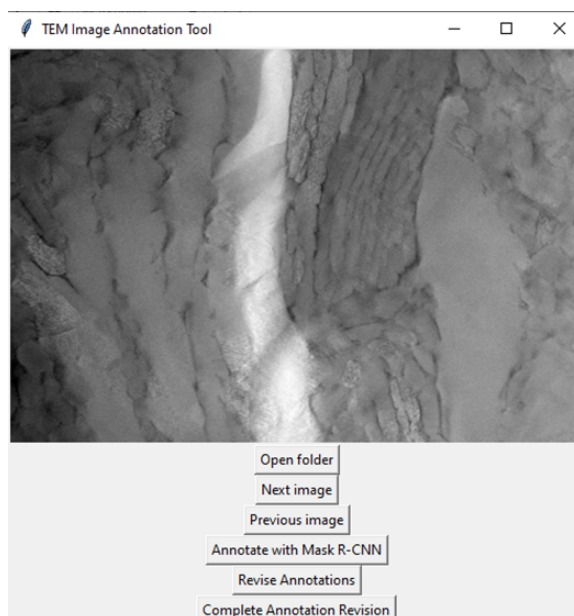 TEM Image Annotation Tool
Open folder
Next image
Previous image
Annotate with Mask R-CNN
Revise Annotations
Complete Annotation Revision